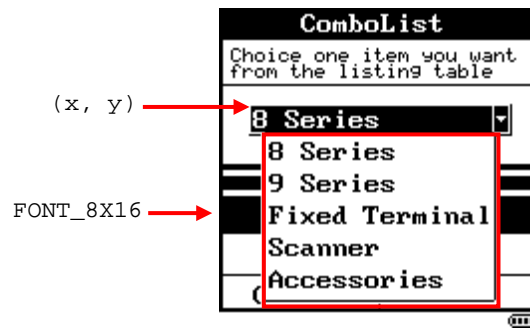 ComboList
Choice one item you want
from the listing table
(x, y)
8 Series
8 Series
9 Series
FONT_8X16
Fixed Terminal
Scanner
Accessories